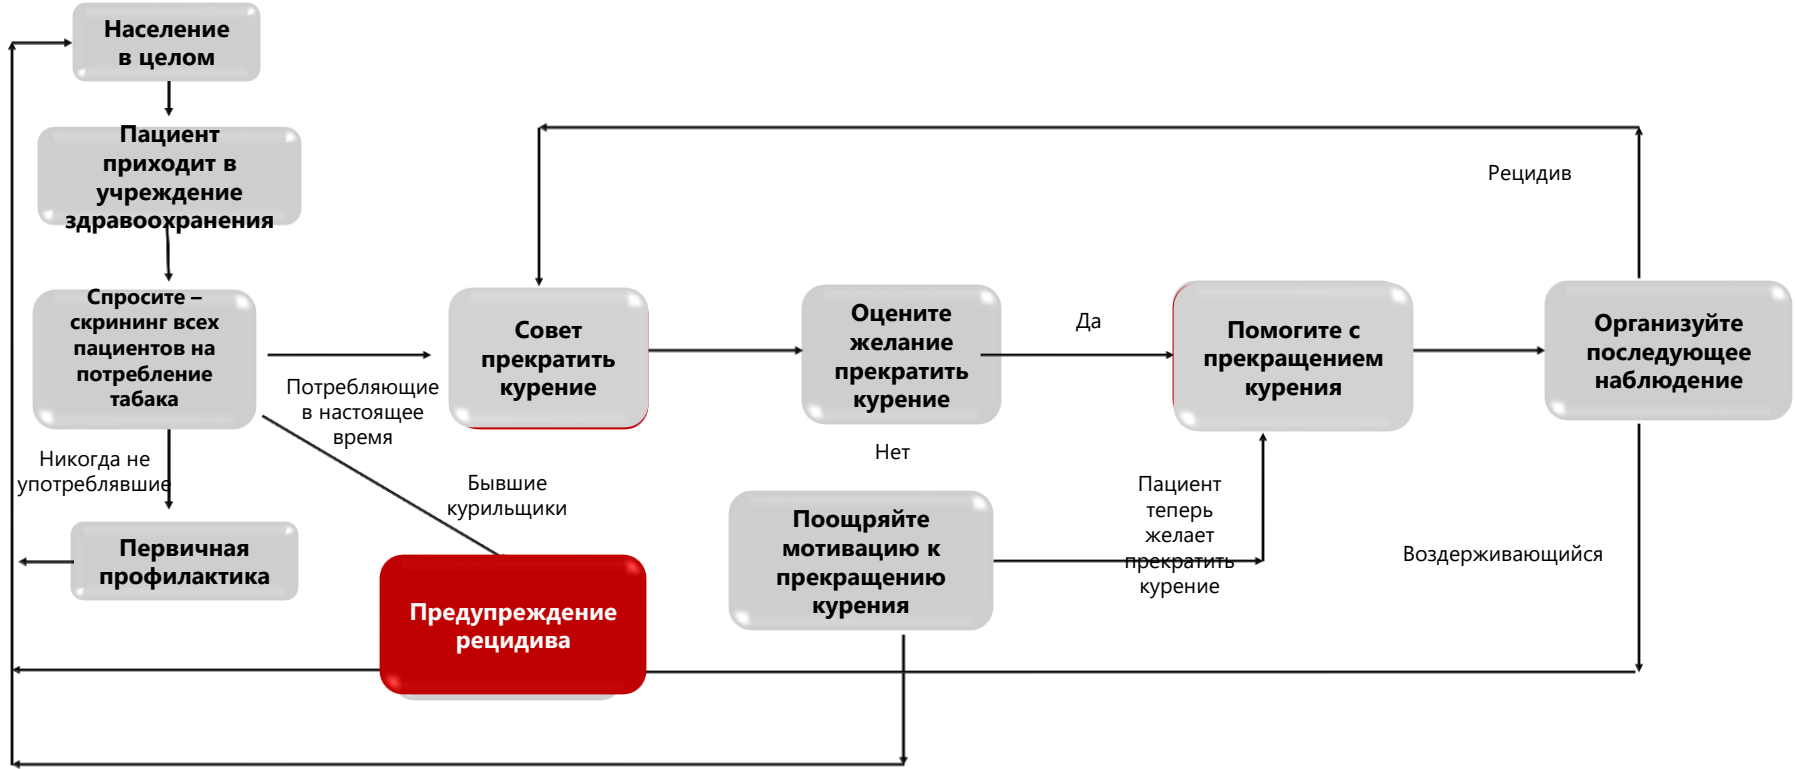 Население
в целом
Пациент
приходит в
учреждение
здравоохранения
Спросите –
скрининг всех
пациентов на
потребление
табака
Никогда не
употреблявшие
Первичная
профилактика
Потребляющие
в настоящее
время
Бывшие
курильщики
Предупреждение
рецидива
Совет
прекратить
курение
Оцените
желание
прекратить
курение
Да
Нет
Поощряйте
мотивацию к
прекращению
курения
Пациент
теперь
желает
прекратить
курение
Помогите с
прекращением
курения
Организуйте
последующее
наблюдение
Рецидив
Воздерживающийся